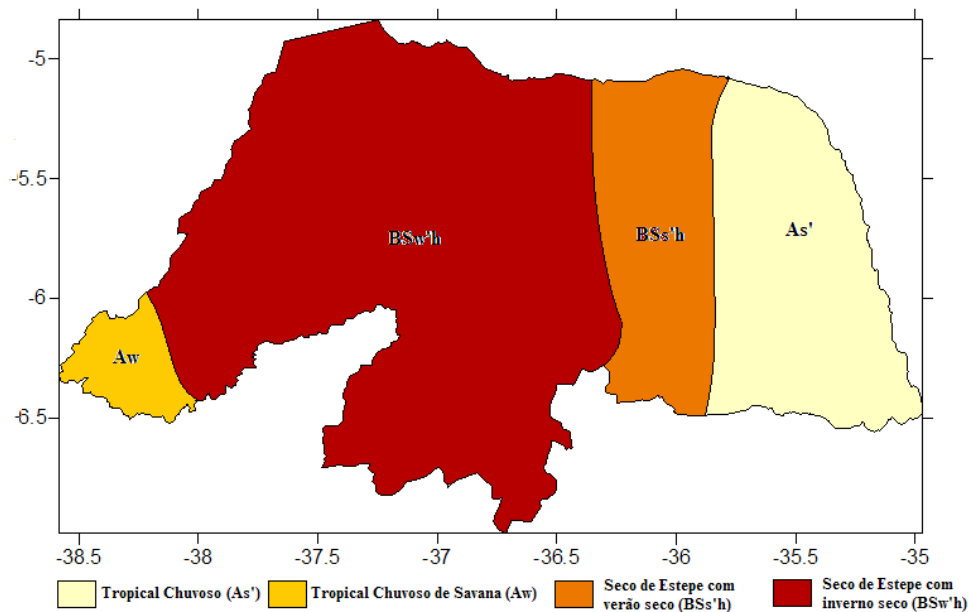 -5
-5.5
-6
-6.5
BSw'h
BSs'h
As'
Aw
-38.5
-38
-37.5
-37
-36.5
-36
-35.5
-35
Tropical Chuvoso (As')
Tropical Chuvoso de Savana (Aw)
Seco de Estepe com
verão seco (BSs'h)
Seco de Estepe com
inverno seco (BSw'h)